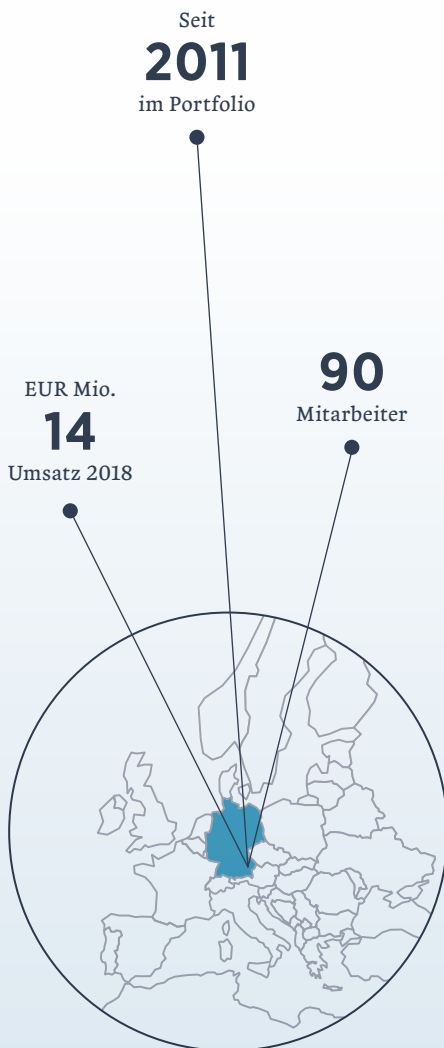 Seit
2011
im Portfolio
90
Mitarbeiter
EUR Mio.
14
Umsatz 2018